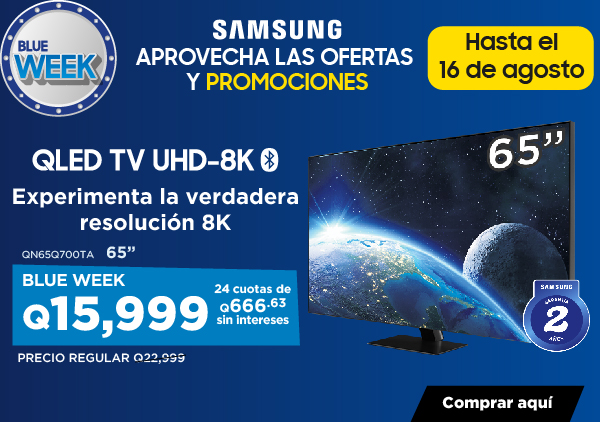 BLUE
WEEK
SAMSUNG
APROVECHA LAS OFERTAS
Y PROMOCIONES
Hasta el
16 de agosto
QLED TV UHD-8K
Experimenta la verdadera
resolución 8K
QN65Q700TA 65”
BLUE WEEK
Q15,999
24 cuotas de
Q666.63
sin intereses
PRECIO REGULAR Q22,999
65”
SAMSUNG
GARANTIA
2
AÑOS
Comprar aquí